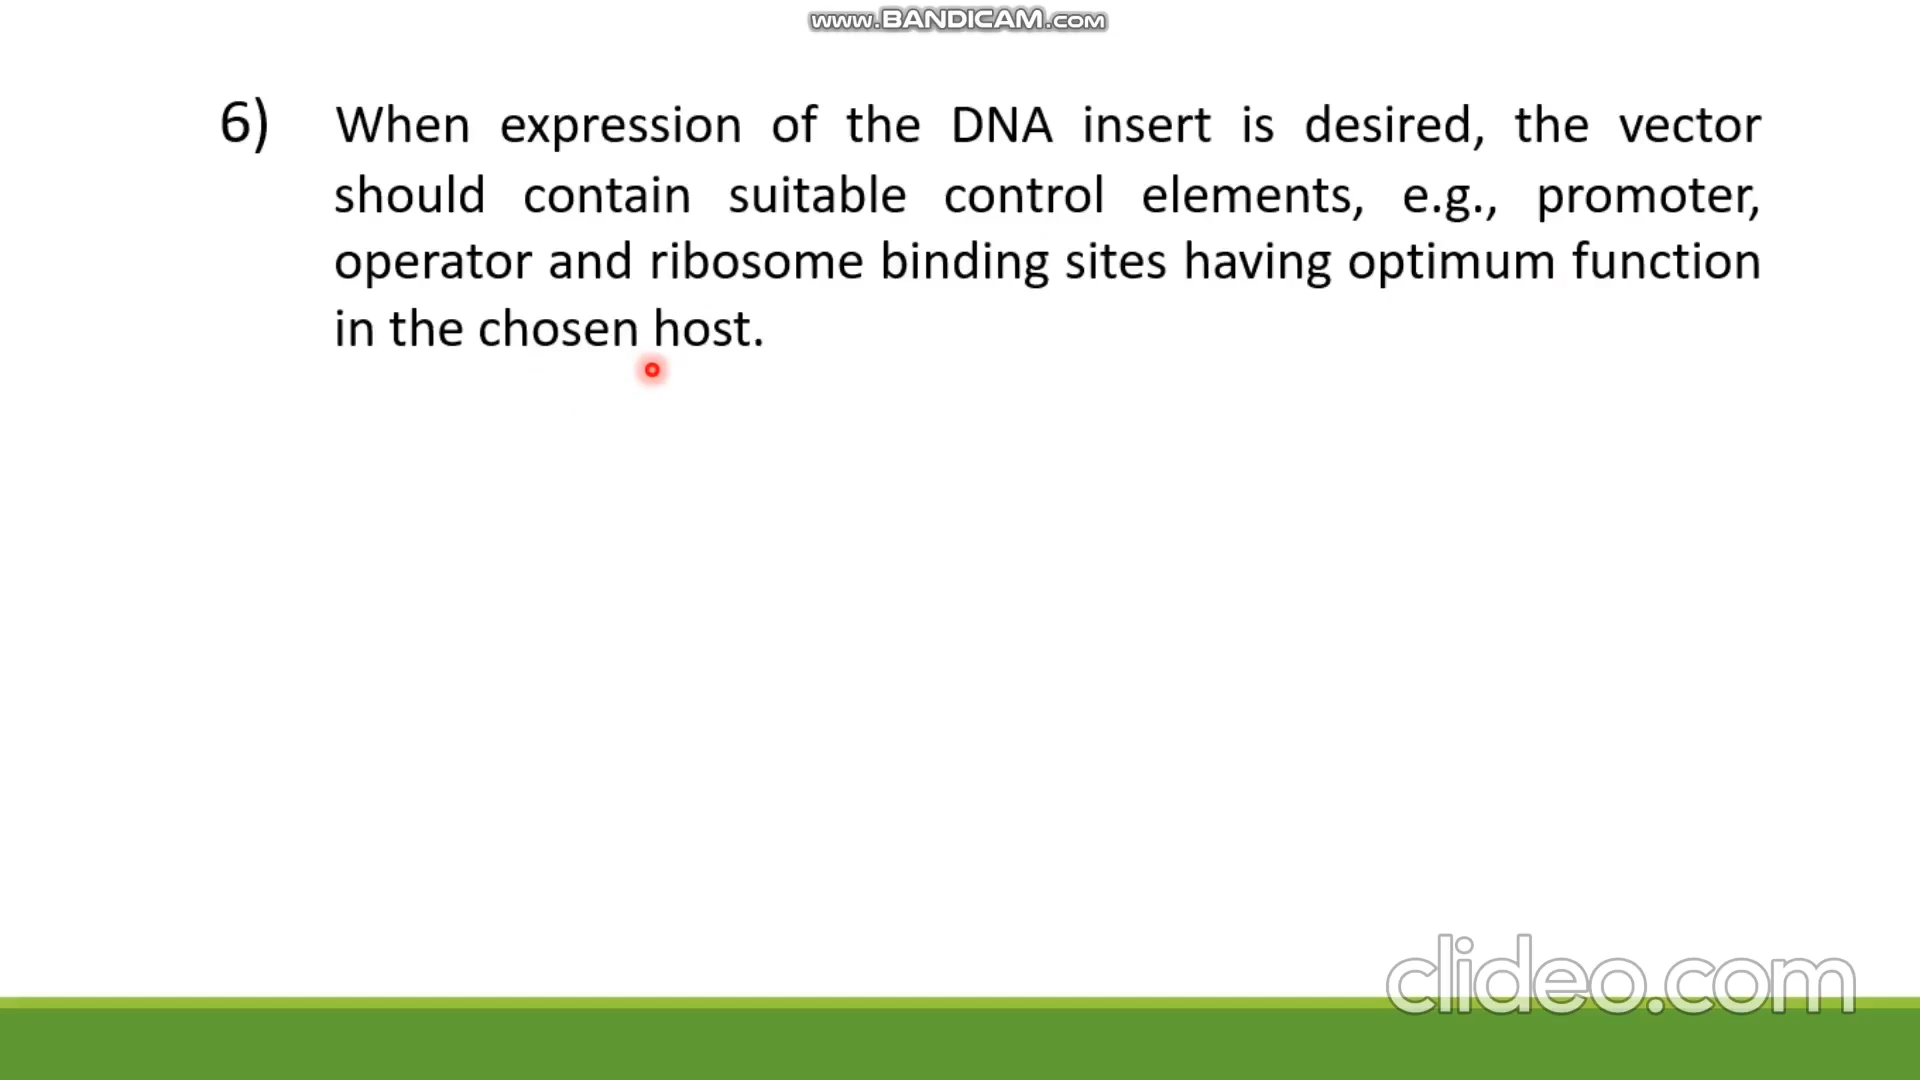 www.BANDICAM.com
6) When expression of the DNA insert is desired, the vector
should contain suitable control elements, e.g., promoter,
operator and ribosome binding sites having optimum function
in the chosen host.
clideo.com